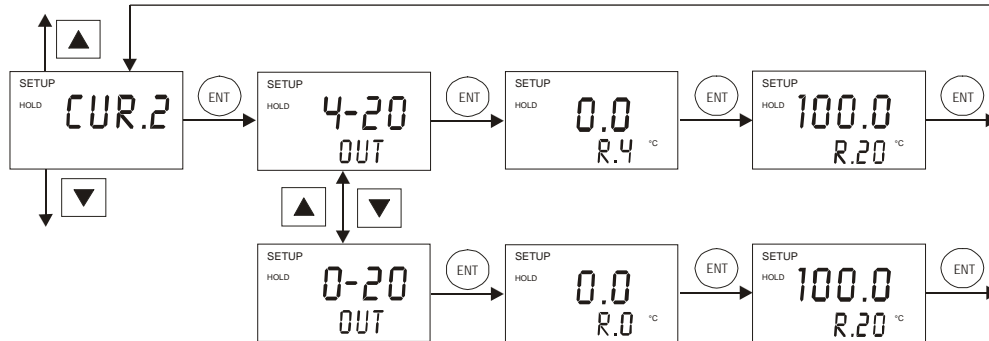 SETUP
HOLD
CUR.2
ENT
SETUP
HOLD
4-20
OUT
ENT
SETUP
HOLD
0.0
R.4 °C
ENT
SETUP
HOLD
100.0
R.20 °C
ENT
SETUP
HOLD
0-20
OUT
ENT
SETUP
HOLD
0.0
R.0 °C
ENT
SETUP
HOLD
100.0
R.20 °C
ENT